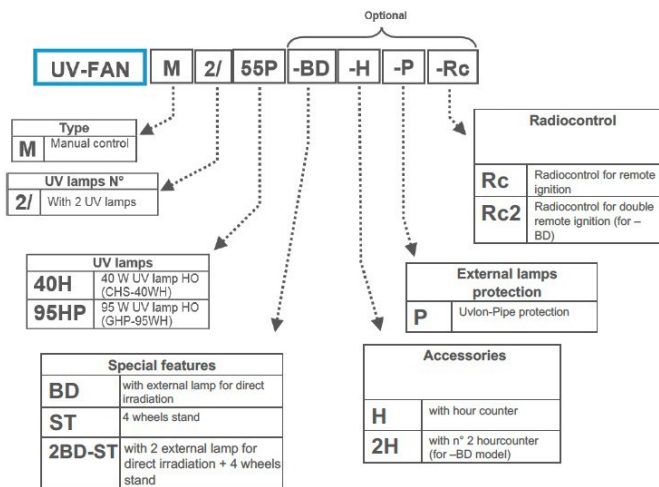 Optional
UV-FAN M 2/ 55P -BD -H -P -Rc
Type
M Manual control
UV lamps N°
2/ With 2 UV lamps
UV lamps
40H 40 W UV lamp HO
(CHS-40WH)
95HP 95 W UV lamp HO
(GHP-95WH)
Special features
BD with external lamp for direct
irradiation
ST 4 wheels stand
2BD-ST with 2 external lamp for
direct irradiation + 4 wheels
stand
Radiocontrol
Rc Radiocontrol for remote
ignition
Rc2 Radiocontrol for double
remote ignition (for –
BD)
External lamps
protection
P Uvlon-Pipe protection
Accessories
H with hour counter
2H with n° 2 hourcounter
(for –BD model)